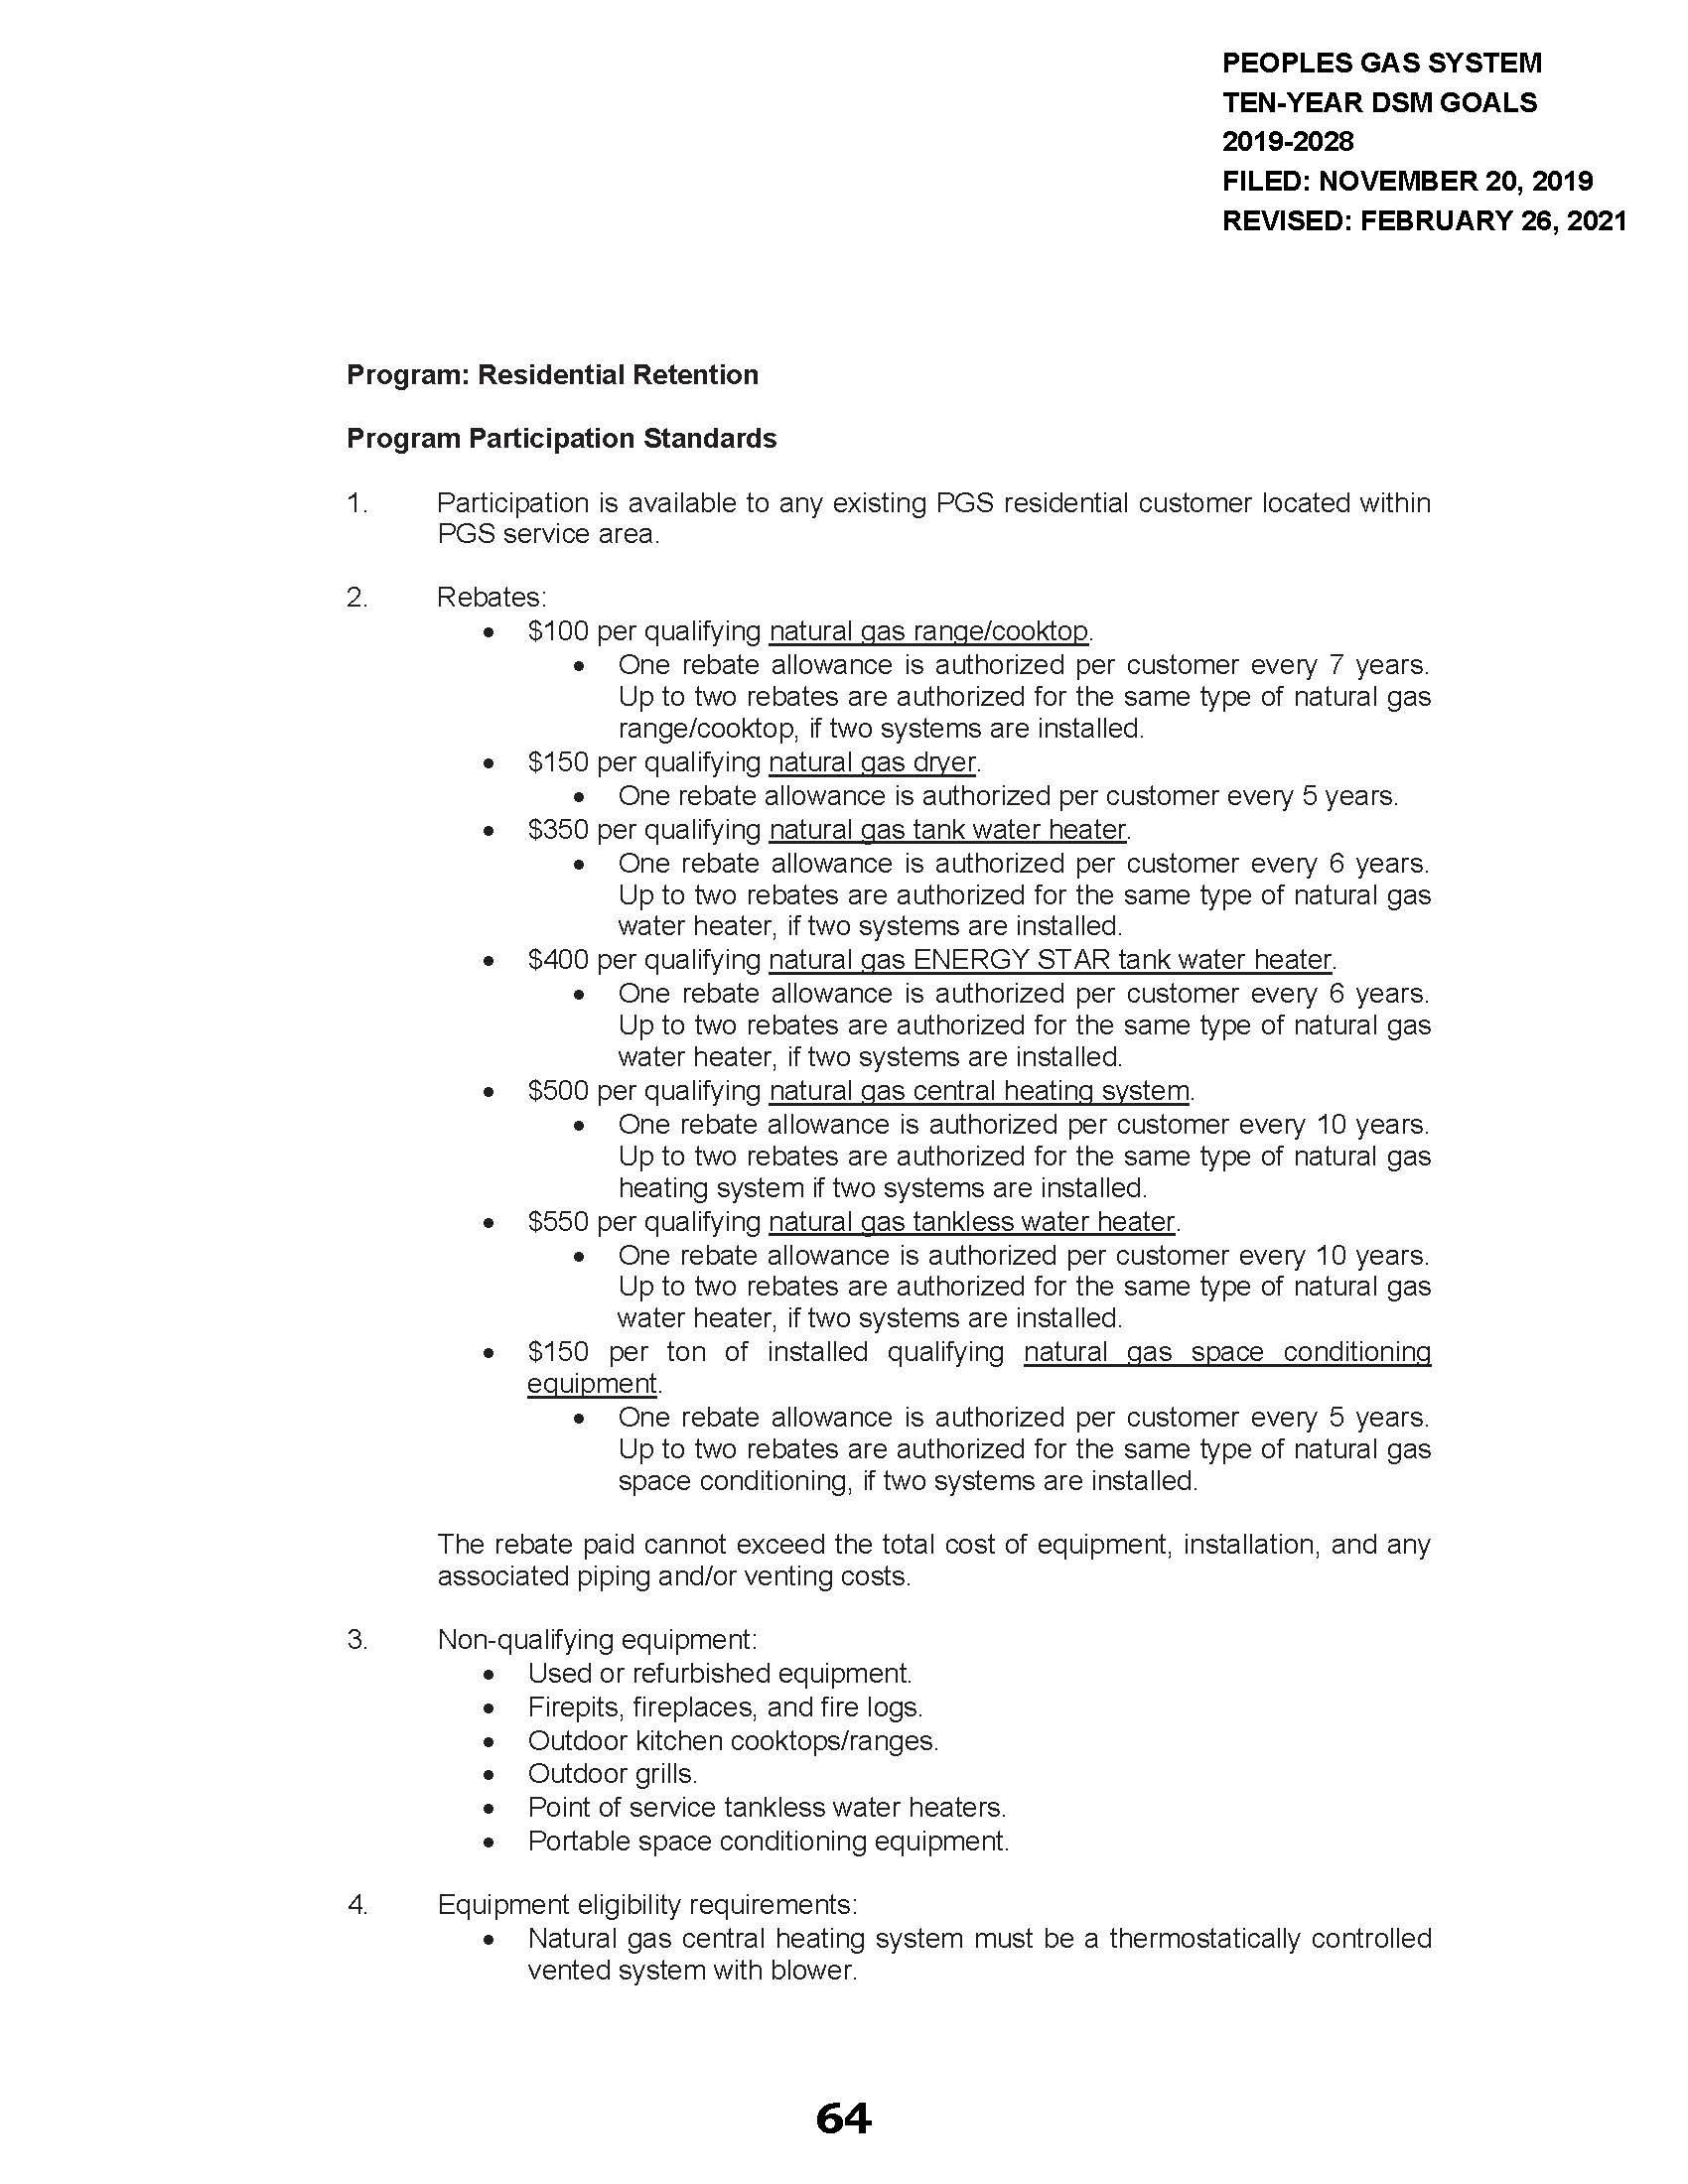 PEOPLES GAS SYSTEM
TEN-YEAR DSM GOALS
2019-2028
FILED: NOVEMBER 20, 2019
REVISED: FEBRUARY 26, 2021
Program: Residential Retention
Program Participation Standards
1. Participation is available to any existing PGS residential customer located within
PGS service area.
2. Rebates:
• $100 per qualifying natural gas range/cooktop.
• One rebate allowance is authorized per customer every 7 years.
Up to two rebates are authorized for the same type of natural gas
range/cooktop, if two systems are installed.
• $150 per qualifying natural gas dryer.
• One rebate allowance is authorized per customer every 5 years.
• $350 per qualifying natural gas tank water heater.
• One rebate allowance is authorized per customer every 6 years.
Up to two rebates are authorized for the same type of natural gas
water heater, if two systems are installed.
• $400 per qualifying natural gas ENERGY STAR tank water heater.
• One rebate allowance is authorized per customer every 6 years.
Up to two rebates are authorized for the same type of natural gas
water heater, if two systems are installed.
• $500 per qualifying natural gas central heating system.
• One rebate allowance is authorized per customer every 10 years.
Up to two rebates are authorized for the same type of natural gas
heating system if two systems are installed.
• $550 per qualifying natural gas tankless water heater.
• One rebate allowance is authorized per customer every 10 years.
Up to two rebates are authorized for the same type of natural gas
water heater, if two systems are installed.
• $150 per ton of installed qualifying natural gas space conditioning
equipment.
• One rebate allowance is authorized per customer every 5 years.
Up to two rebates are authorized for the same type of natural gas
space conditioning, if two systems are installed.
The rebate paid cannot exceed the total cost of equipment, installation, and any
associated piping and/or venting costs.
3. Non-qualifying equipment:
• Used or refurbished equipment.
• Firepits, fireplaces, and fire logs.
• Outdoor kitchen cooktops/ranges.
• Outdoor grills.
• Point of service tankless water heaters.
• Portable space conditioning equipment.
4. Equipment eligibility requirements:
• Natural gas central heating system must be a thermostatically controlled
vented system with blower.
64